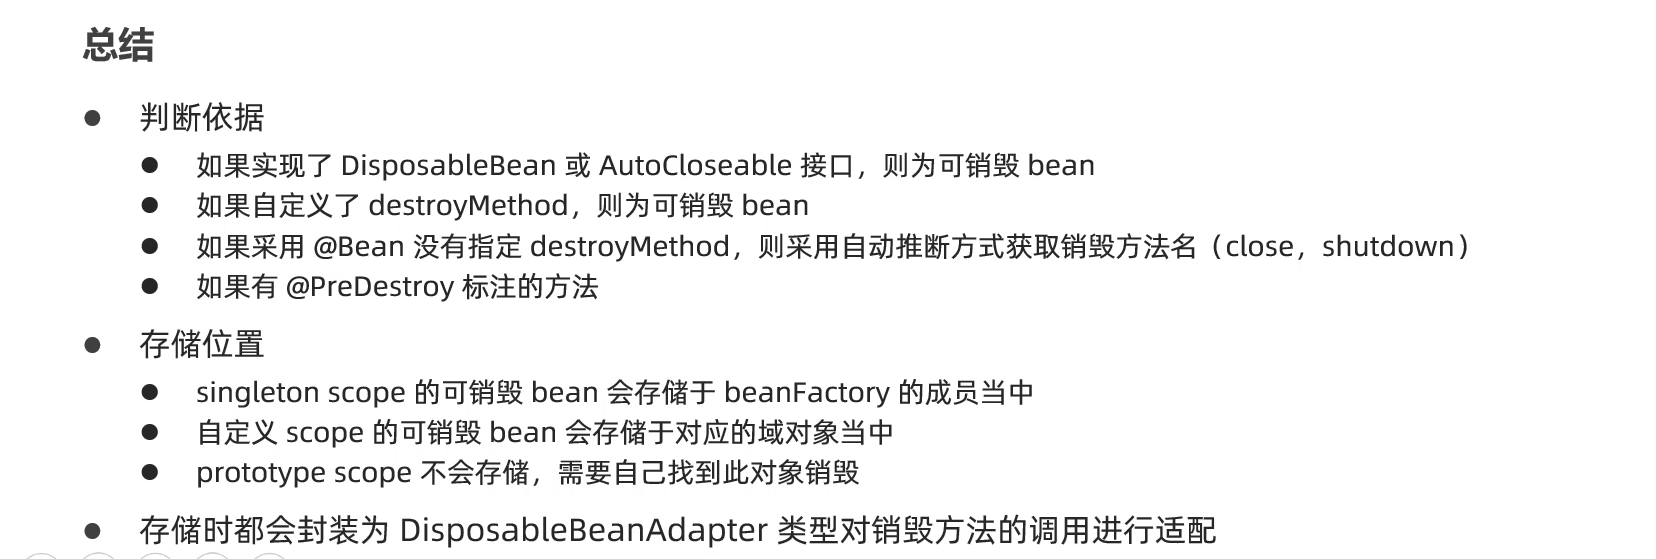 总结
判断依据
如果实现了 DisposableBean 或 AutoCloseable 接口，则为可销毁 bean
如果自定义了 destroyMethod，则为可销毁 bean
如果采用 @Bean 没有指定 destroyMethod，则采用自动推断方式获取销毁方法名（close，shutdown）
如果有 @PreDestroy 标注的方法
存储位置
singleton scope 的可销毁 bean 会存储于 beanFactory 的成员当中
自定义 scope 的可销毁 bean 会存储于对应的域对象当中
prototype scope 不会存储，需要自己找到此对象销毁
存储时都会封装为 DisposableBeanAdapter 类型对销毁方法的调用进行适配